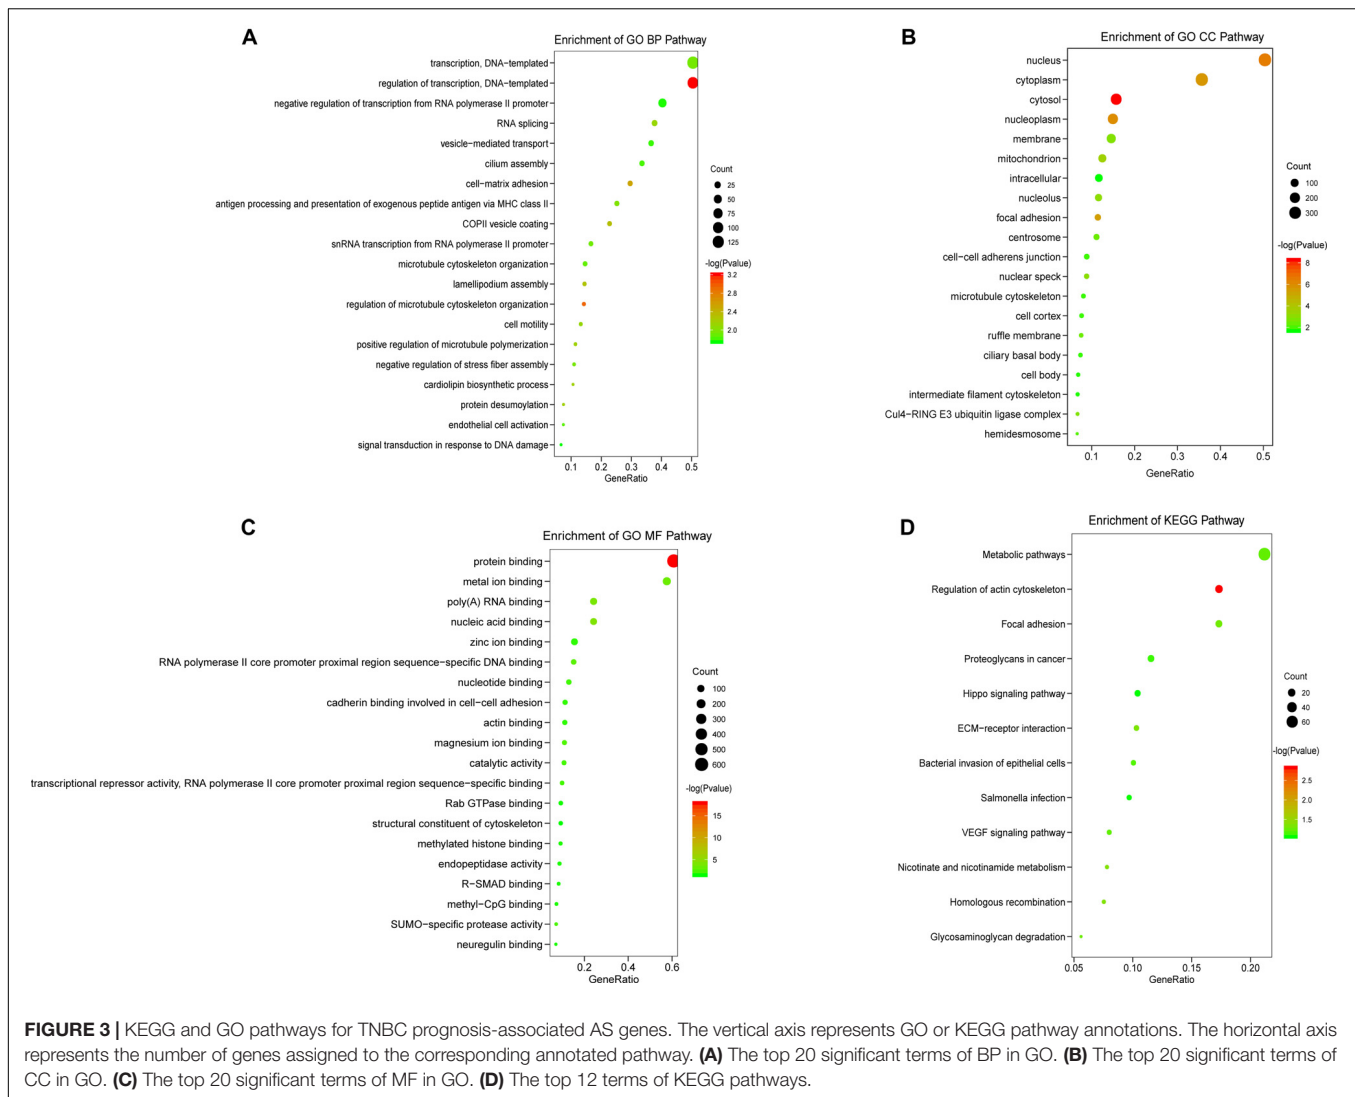 A
Enrichment of GO BP Pathway
transcription, DNA−templated
regulation of transcription, DNA−templated
negative regulation of transcription from RNA polymerase II promoter
RNA splicing
vesicle−mediated transport
cilium assembly
cell−matrix adhesion
antigen processing and presentation of exogenous peptide antigen via MHC class II
COPII vesicle coating
snRNA transcription from RNA polymerase II promoter
microtubule cytoskeleton organization
lamellipodium assembly
regulation of microtubule cytoskeleton organization
cell motility
positive regulation of microtubule polymerization
negative regulation of stress fiber assembly
cardiolipin biosynthetic process
protein desumoylation
endothelial cell activation
signal transduction in response to DNA damage
0.1 0.2 0.3 0.4 0.5
GeneRatio
Count
25
50
75
100
125
-log(Pvalue)
3.2
2.8
2.4
2.0
B
Enrichment of GO CC Pathway
nucleus
cytoplasm
cytosol
nucleoplasm
membrane
mitochondrion
intracellular
nucleolus
focal adhesion
centrosome
cell−cell adherens junction
nuclear speck
microtubule cytoskeleton
cell cortex
ruffle membrane
ciliary basal body
cell body
intermediate filament cytoskeleton
Cul4−RING E3 ubiquitin ligase complex
hemidesmosome
0.1 0.2 0.3 0.4 0.5
GeneRatio
Count
100
200
300
-log(Pvalue)
8
6
4
2
C
Enrichment of GO MF Pathway
protein binding
metal ion binding
poly(A) RNA binding
nucleic acid binding
zinc ion binding
RNA polymerase II core promoter proximal region sequence−specific DNA binding
nucleotide binding
cadherin binding involved in cell−cell adhesion
actin binding
magnesium ion binding
catalytic activity
transcriptional repressor activity, RNA polymerase II core promoter proximal region sequence−specific binding
Rab GTPase binding
structural constituent of cytoskeleton
methylated histone binding
endopeptidase activity
R−SMAD binding
methyl−CpG binding
SUMO−specific protease activity
neuregulin binding
0.2 0.4 0.6
GeneRatio
Count
100
200
300
400
500
600
-log(Pvalue)
15
10
5
D
Enrichment of KEGG Pathway
Metabolic pathways
Regulation of actin cytoskeleton
Focal adhesion
Proteoglycans in cancer
Hippo signaling pathway
ECM−receptor interaction
Bacterial invasion of epithelial cells
Salmonella infection
VEGF signaling pathway
Nicotinate and nicotinamide metabolism
Homologous recombination
Glycosaminoglycan degradation
0.05 0.10 0.15 0.20
GeneRatio
Count
20
40
60
-log(Pvalue)
2.5
2.0
1.5
FIGURE 3 | KEGG and GO pathways for TNBC prognosis-associated AS genes. The vertical axis represents GO or KEGG pathway annotations. The horizontal axis
represents the number of genes assigned to the corresponding annotated pathway. (A) The top 20 significant terms of BP in GO. (B) The top 20 significant terms of
CC in GO. (C) The top 20 significant terms of MF in GO. (D) The top 12 terms of KEGG pathways.